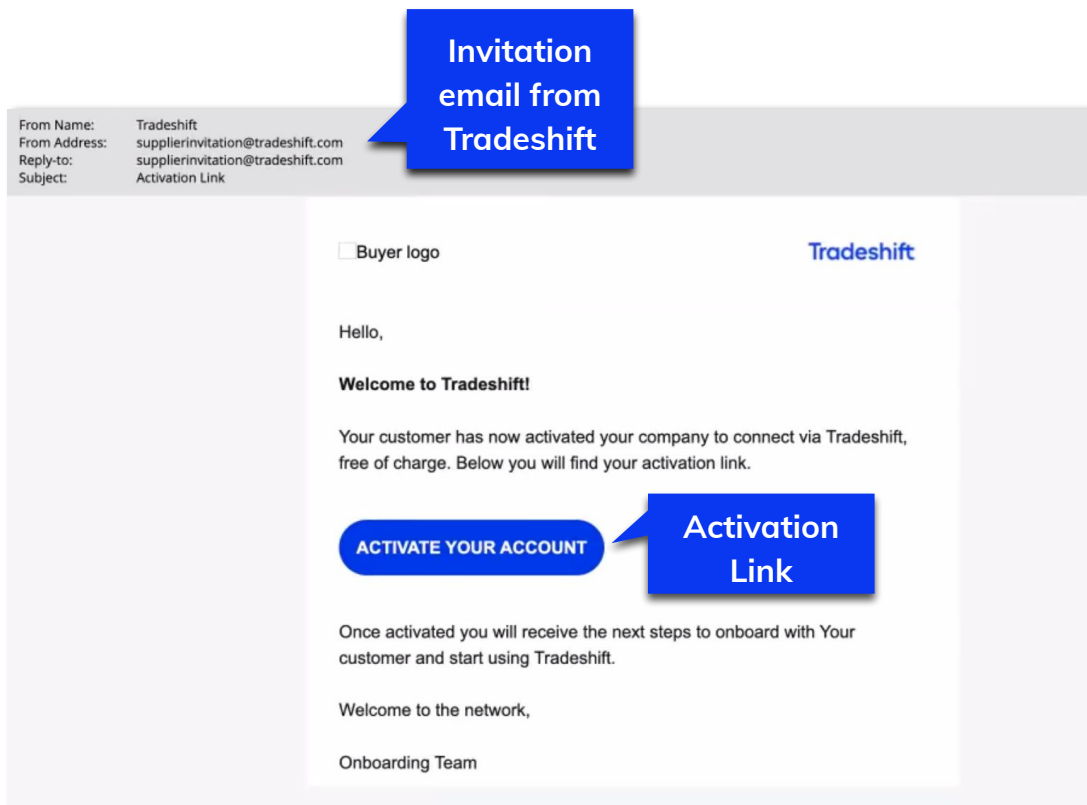 Invitation
email from
Tradeshift
From Name: Tradeshift
From Address: supplierinvitation@tradeshift.com
Reply-to: supplierinvitation@tradeshift.com
Subject: Activation Link
Buyer logo
Tradeshift
Hello,
Welcome to Tradeshift!
Your customer has now activated your company to connect via Tradeshift,
free of charge. Below you will find your activation link.
ACTIVATE YOUR ACCOUNT
Activation
Link
Once activated you will receive the next steps to onboard with Your
customer and start using Tradeshift.
Welcome to the network,
Onboarding Team